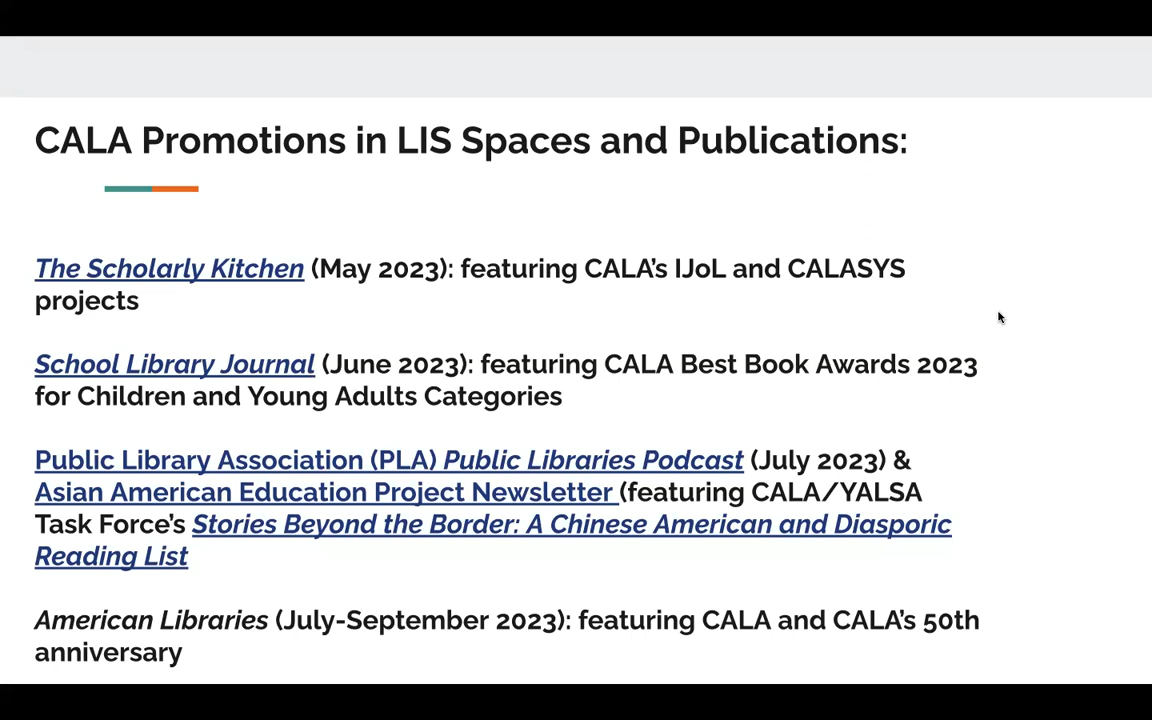 CALA Promotions in LIS Spaces and Publications:
The Scholarly Kitchen (May 2023): featuring CALA's IJoL and CALASYS
projects
School Library Journal (June 2023): featuring CALA Best Book Awards 2023
for Children and Young Adults Categories
Public Library Association (PLA) Public Libraries Podcast (July 2023) &
Asian American Education Project Newsletter (featuring CALA/YALSA
Task Force's Stories Beyond the Border: A Chinese American and Diasporic
Reading List
American Libraries (July-September 2023): featuring CALA and CALA's 50th
anniversary